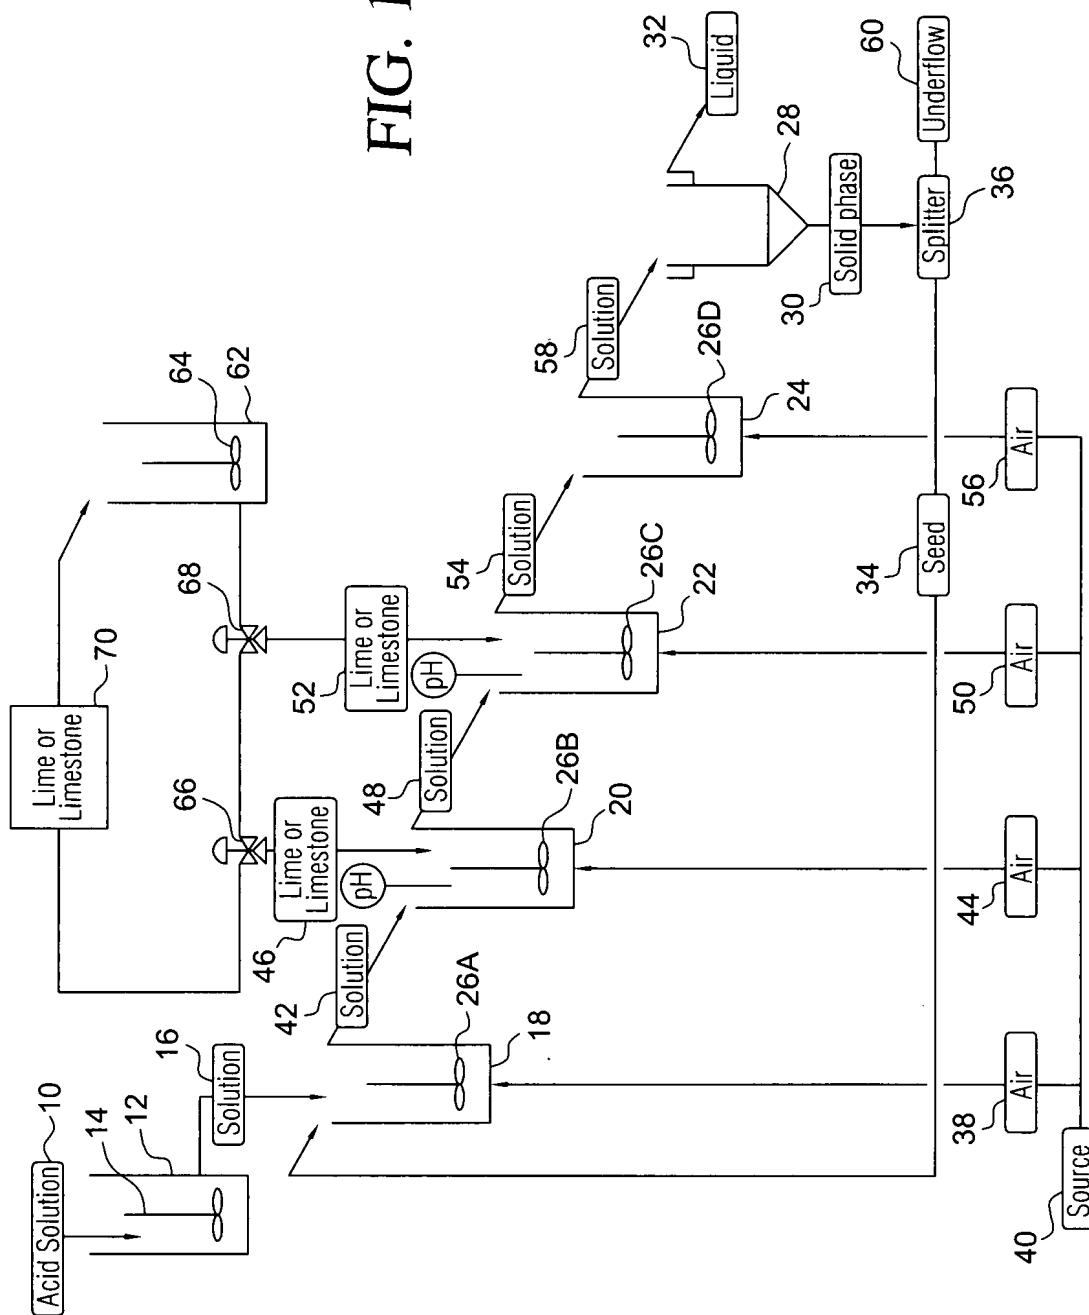 FIG. 1
Acid Solution
10
14
12
16
Solution
18
26A
42
Solution
46
Lime or
Limestone
pH
66
20
26B
48
Solution
70
Lime or
Limestone
68
52
Lime or
Limestone
pH
22
26C
54
Solution
64
62
24
26D
58
Solution
32
Liquid
28
30
Solid phase
60
Underflow
Splitter
36
34
Seed
38
Air
44
Air
50
Air
56
Air
40
Source